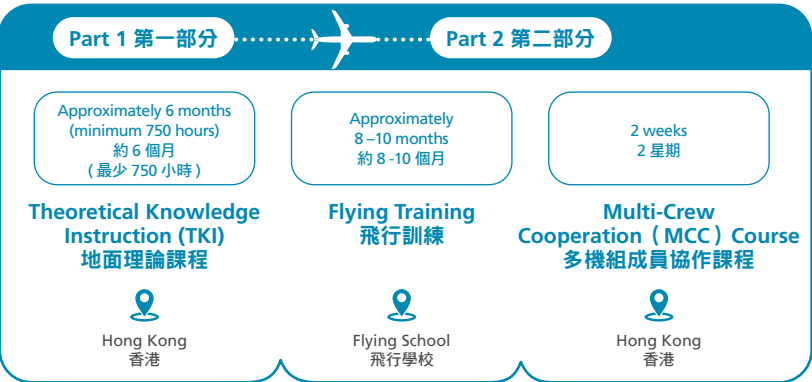 Part 1 第一部分
Part 2 第二部分
Approximately 6 months
(minimum 750 hours)
約 6 個月
( 最少 750 小時 )
Theoretical Knowledge
Instruction (TKI)
地面理論課程
Hong Kong
香港
Approximately
8 –10 months
約 8 -10 個月
Flying Training
飛行訓練
Flying School
飛行學校
2 weeks
2 星期
Multi-Crew
Cooperation（MCC）Course
多機組成員協作課程
Hong Kong
香港